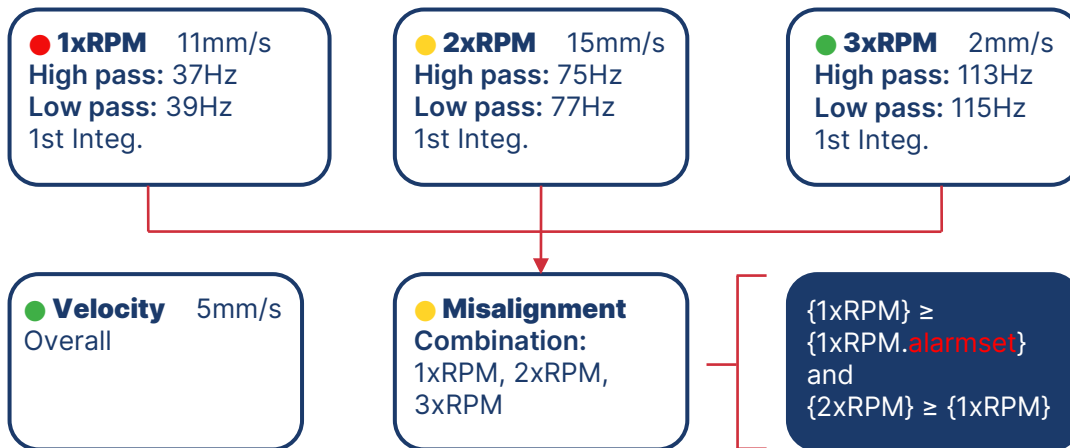 1xRPM 11mm/s
High pass: 37Hz
Low pass: 39Hz
1st Integ.
2xRPM 15mm/s
High pass: 75Hz
Low pass: 77Hz
1st Integ.
3xRPM 2mm/s
High pass: 113Hz
Low pass: 115Hz
1st Integ.
Velocity 5mm/s
Overall
Misalignment
Combination:
1xRPM, 2xRPM,
3xRPM
{1xRPM} ≥
{1xRPM.alarmset}
and
{2xRPM} ≥ {1xRPM}